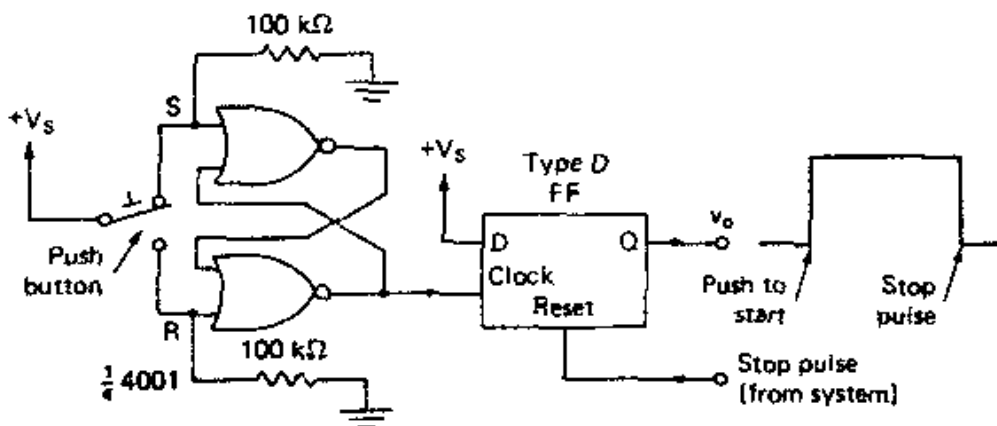 100 kΩ
S
+VS
Push
button
R
100 kΩ
¼ 4001
+VS
Type D
FF
D
Q
Clock
Reset
vo
Push to
start
Stop
pulse
Stop pulse
(from system]